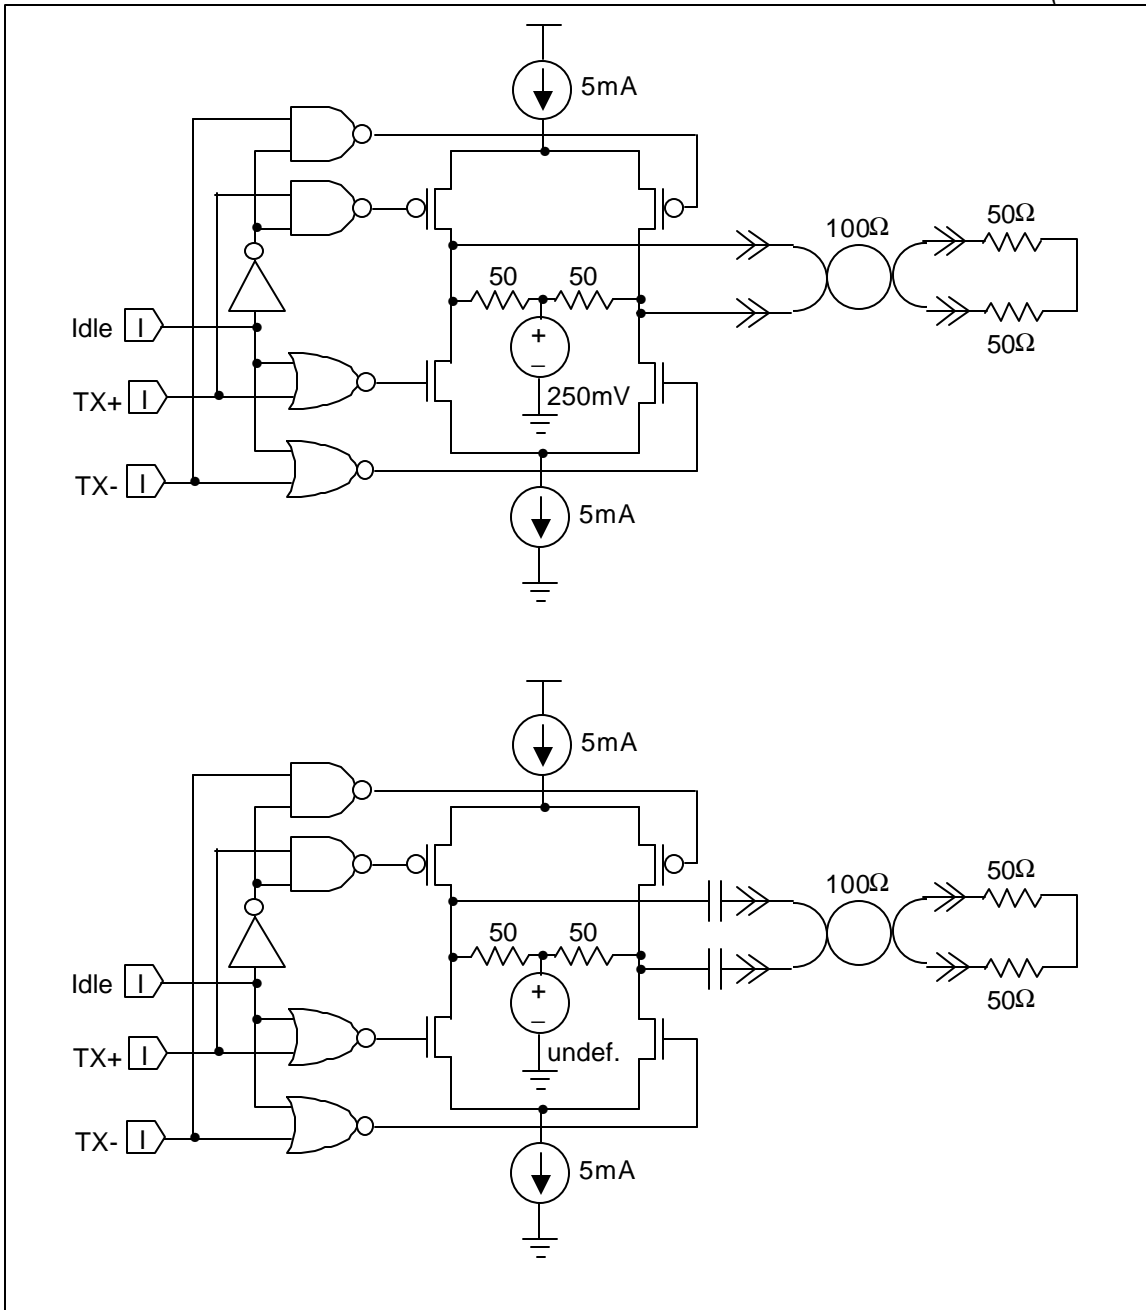 5mA
100Ω
50Ω
50 50
Idle I
+
–
50Ω
TX+ I
250mV
TX- I
5mA
5mA
100Ω
50Ω
50 50
Idle I
+
–
50Ω
TX+ I
undef.
TX- I
5mA